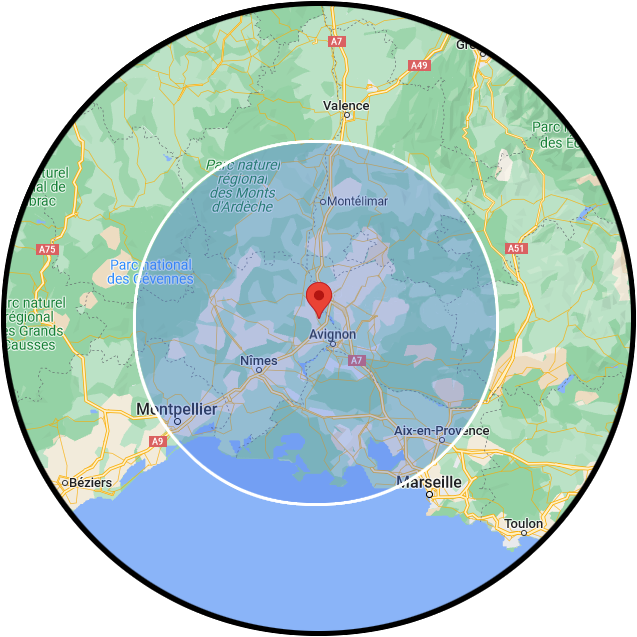 A7
Gre
A49
Valence
Parc n
des Éc
Parc naturel
régional
des Monts
d'Ardèche
turel
al de
brac
Montélimar
A75
A51
Parc national
des Cévennes
rc naturel
régional
es Grands
Causses
Avignon
Nîmes
A7
Montpellier
Aix-en-Provence
A9
Béziers
Marseille
Toulon